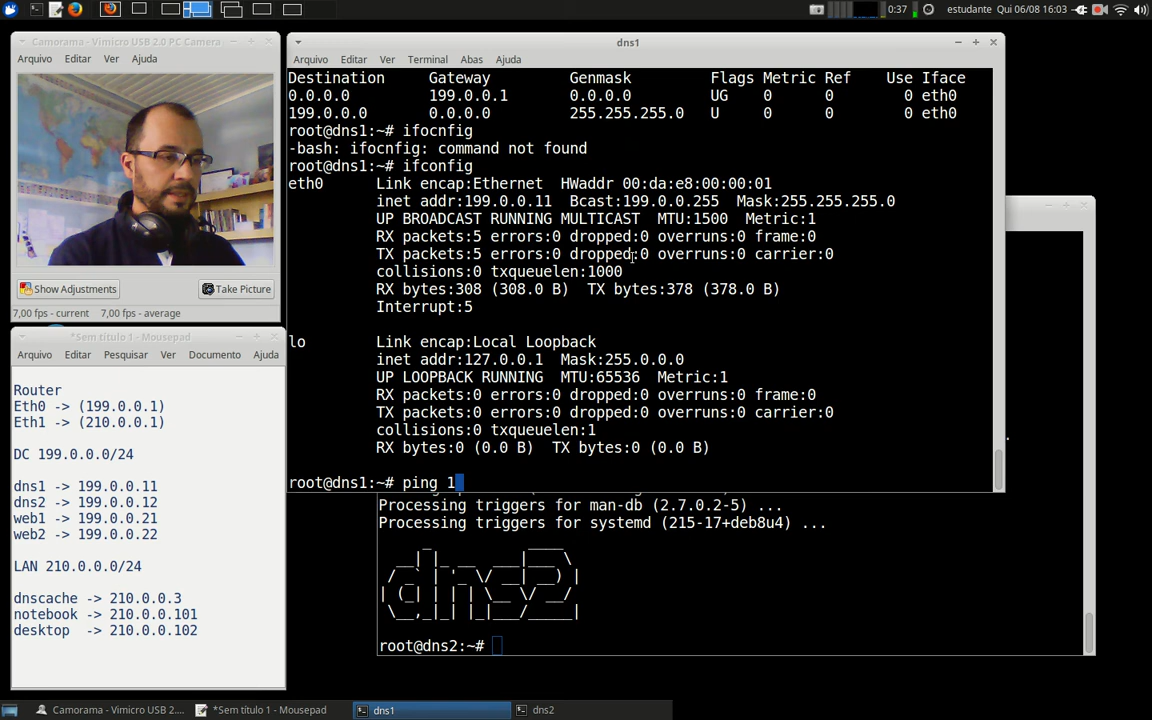 0:37
estudante
Qui 06/08 16:03
Camorama - Vimicro USB 2.0 PC Camera
Arquivo Editar Ver Ajuda
Show Adjustments
Take Picture
7,00 fps - current 7,00 fps - average
*Sem título 1 - Mousepad
Arquivo Editar Pesquisar Ver Documento Ajuda
Router
Eth0 -> (199.0.0.1)
Eth1 -> (210.0.0.1)
DC 199.0.0.0/24
dns1 -> 199.0.0.11
dns2 -> 199.0.0.12
web1 -> 199.0.0.21
web2 -> 199.0.0.22
LAN 210.0.0.0/24
dnscache -> 210.0.0.3
notebook -> 210.0.0.101
desktop -> 210.0.0.102
dns1
Arquivo Editar Ver Terminal Abas Ajuda
Destination Gateway Genmask Flags Metric Ref Use Iface
0.0.0.0 199.0.0.1 0.0.0.0 UG 0 0 0 eth0
199.0.0.0 0.0.0.0 255.255.255.0 U 0 0 0 eth0
root@dns1:~# ifocnfig
-bash: ifocnfig: command not found
root@dns1:~# ifconfig
eth0 Link encap:Ethernet HWaddr 00:da:e8:00:00:01
inet addr:199.0.0.11 Bcast:199.0.0.255 Mask:255.255.255.0
UP BROADCAST RUNNING MULTICAST MTU:1500 Metric:1
RX packets:5 errors:0 dropped:0 overruns:0 frame:0
TX packets:5 errors:0 dropped:0 overruns:0 carrier:0
collisions:0 txqueuelen:1000
RX bytes:308 (308.0 B) TX bytes:378 (378.0 B)
Interrupt:5
lo Link encap:Local Loopback
inet addr:127.0.0.1 Mask:255.0.0.0
UP LOOPBACK RUNNING MTU:65536 Metric:1
RX packets:0 errors:0 dropped:0 overruns:0 frame:0
TX packets:0 errors:0 dropped:0 overruns:0 carrier:0
collisions:0 txqueuelen:1
RX bytes:0 (0.0 B) TX bytes:0 (0.0 B)
root@dns1:~# ping 1
Processing triggers for man-db (2.7.0.2-5) ...
Processing triggers for systemd (215-17+deb8u4) ...
dns2
root@dns2:~#
Camorama - Vimicro USB 2....
*Sem título 1 - Mousepad
dns1
dns2